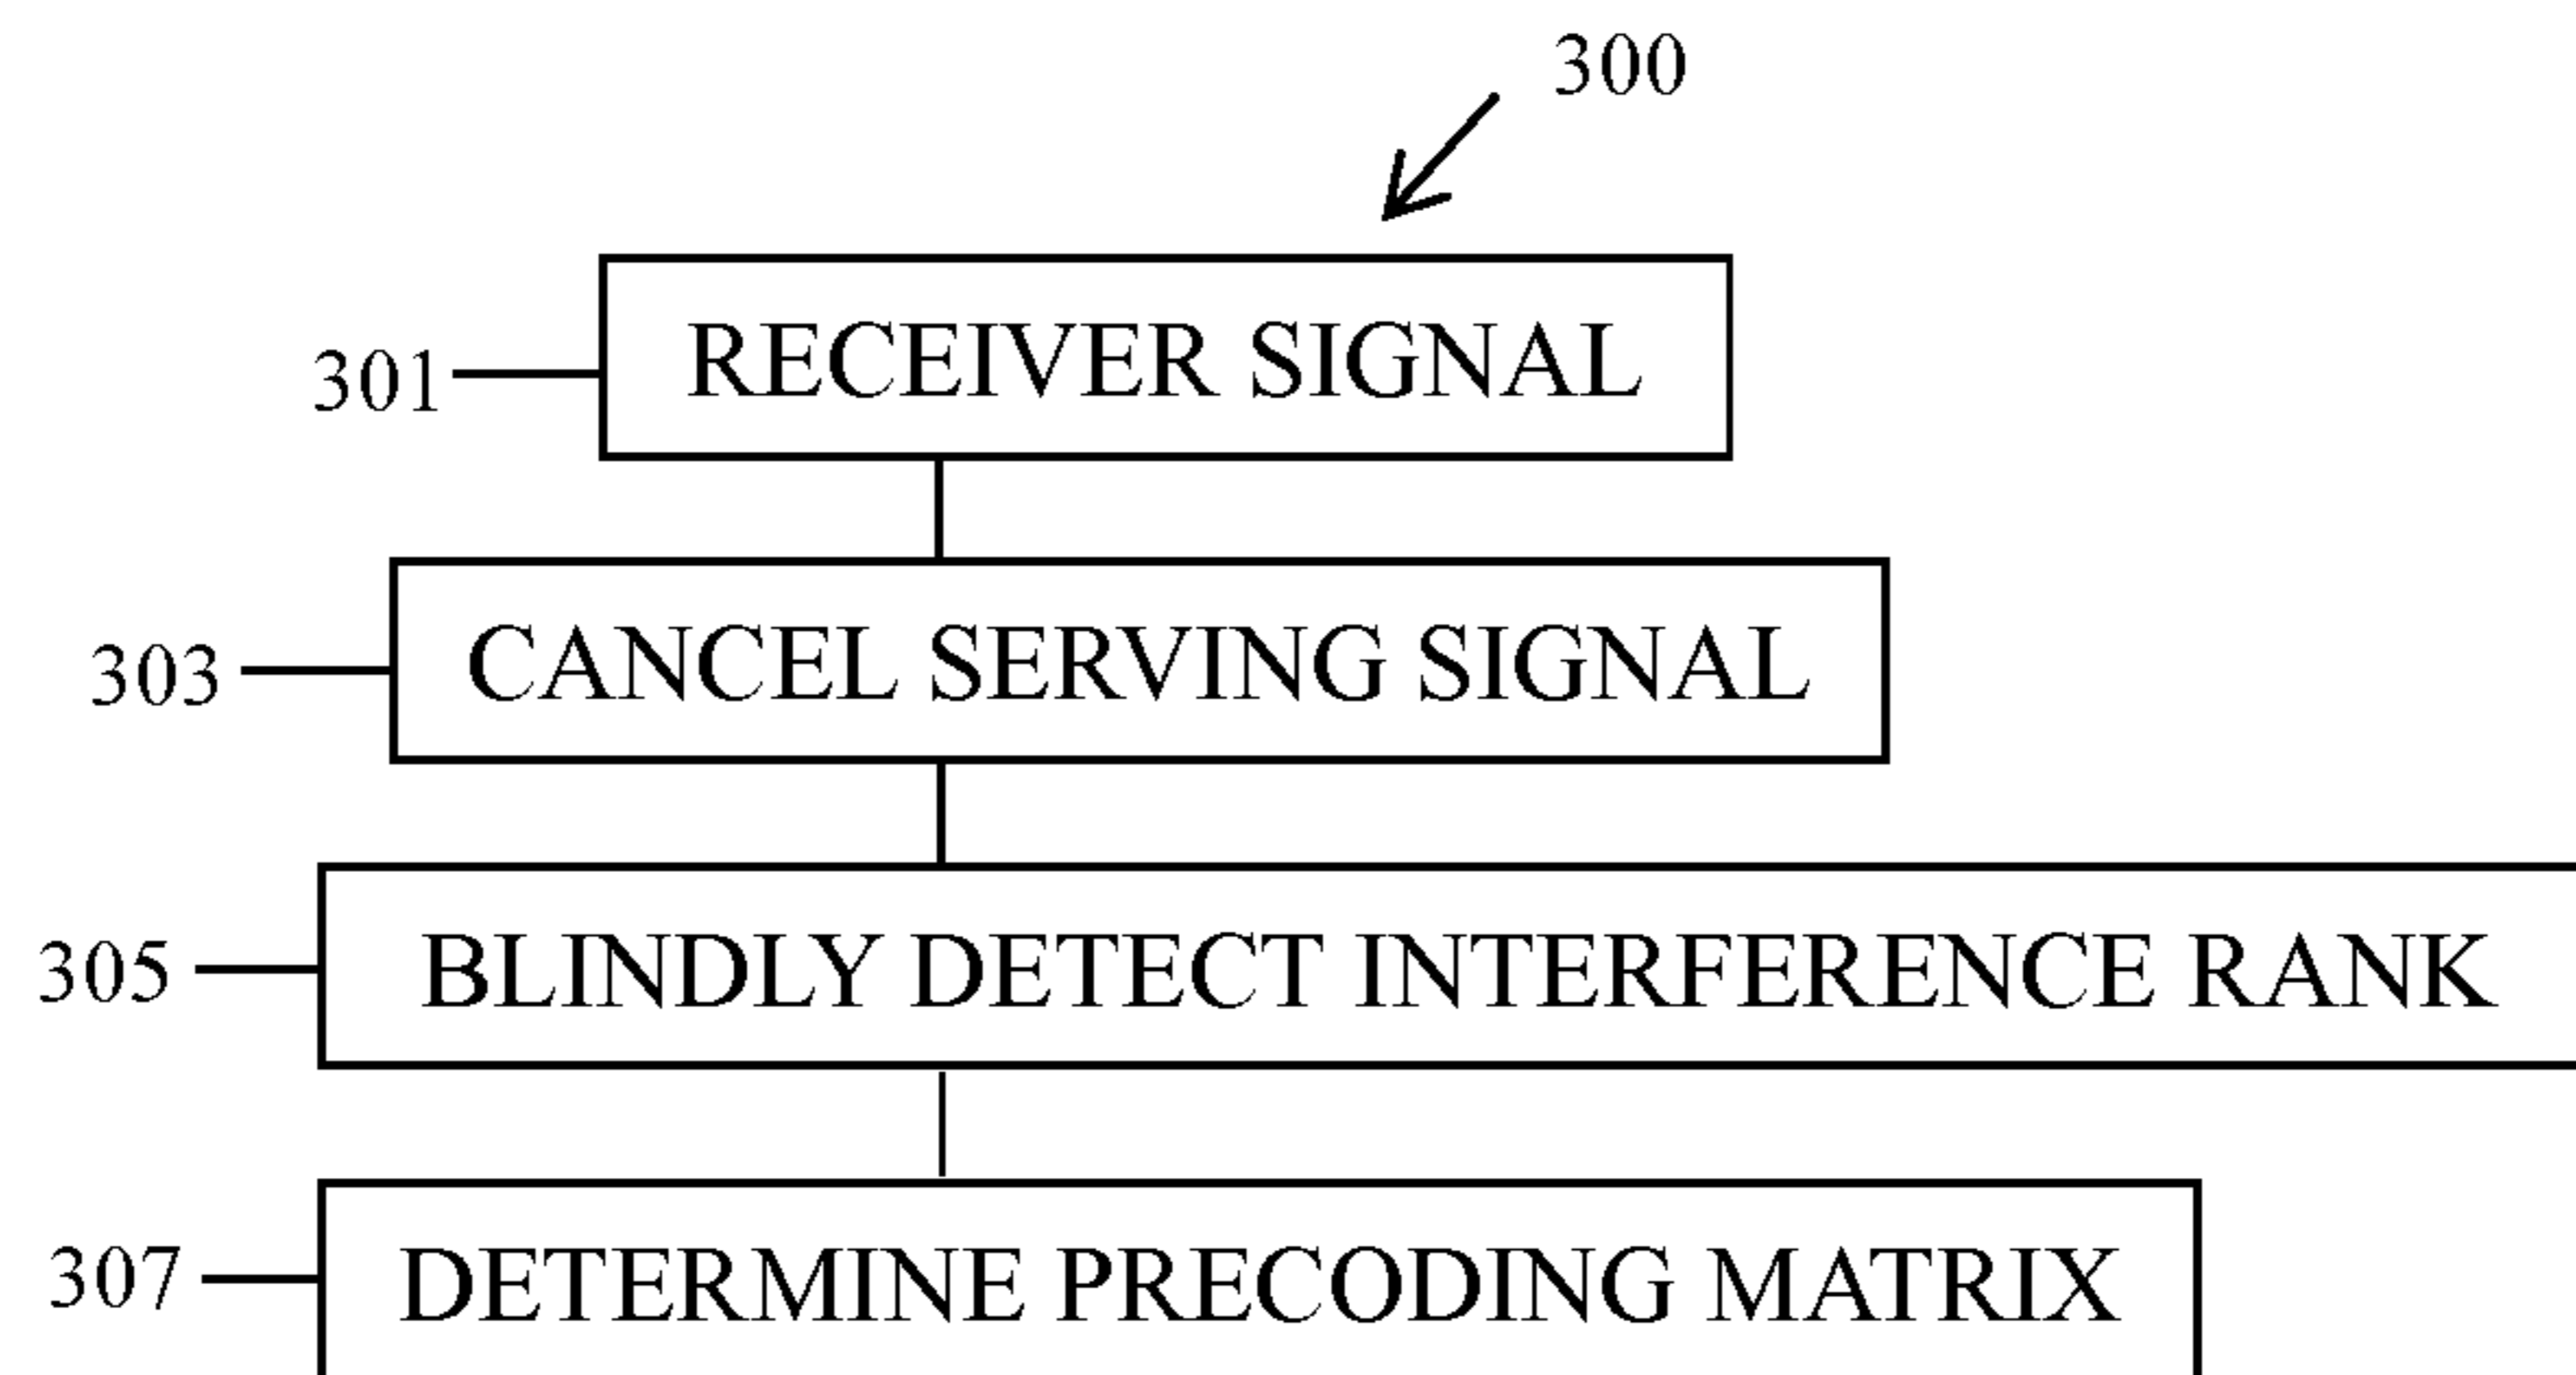 300
301 RECEIVER SIGNAL
303 CANCEL SERVING SIGNAL
305 BLINDLY DETECT INTERFERENCE RANK
307 DETERMINE PRECODING MATRIX